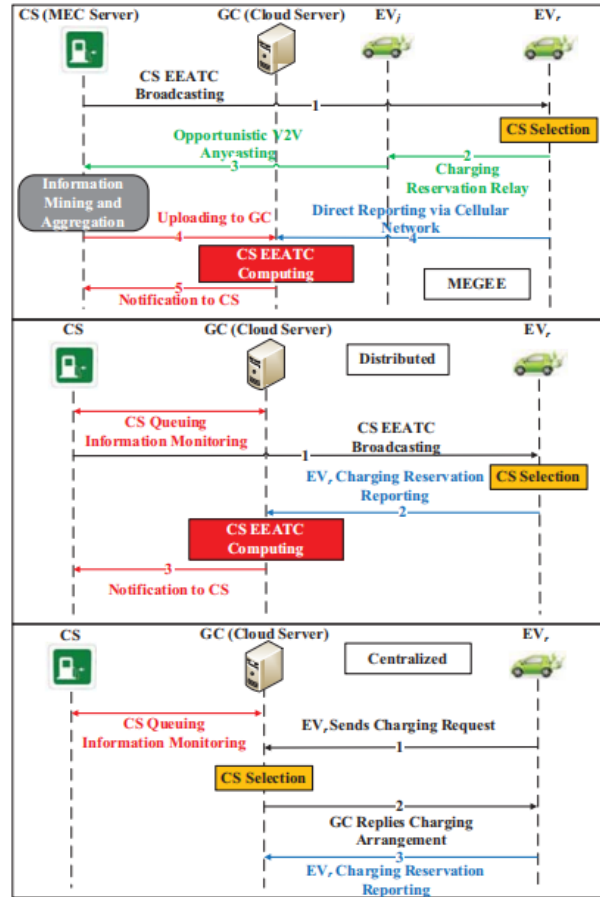 CS (MEC Server) GC (Cloud Server) EVj EVr
CS EEATC
Broadcasting
1
CS Selection
Opportunistic V2V
Anycasting
3
2
Charging
Reservation Relay
Information
Mining and
Aggregation
Uploading to GC
4
Direct Reporting via Cellular
Network
4
CS EEATC
Computing
MEGEE
5
Notification to CS
CS GC (Cloud Server) EVr
Distributed
CS Queuing
Information Monitoring
CS EEATC
Broadcasting
1
CS Selection
EVr Charging Reservation
Reporting
2
CS EEATC
Computing
3
Notification to CS
CS GC (Cloud Server) EVr
Centralized
CS Queuing
Information Monitoring
EVr Sends Charging Request
1
CS Selection
2
GC Replies Charging
Arrangement
3
EVr Charging Reservation
Reporting